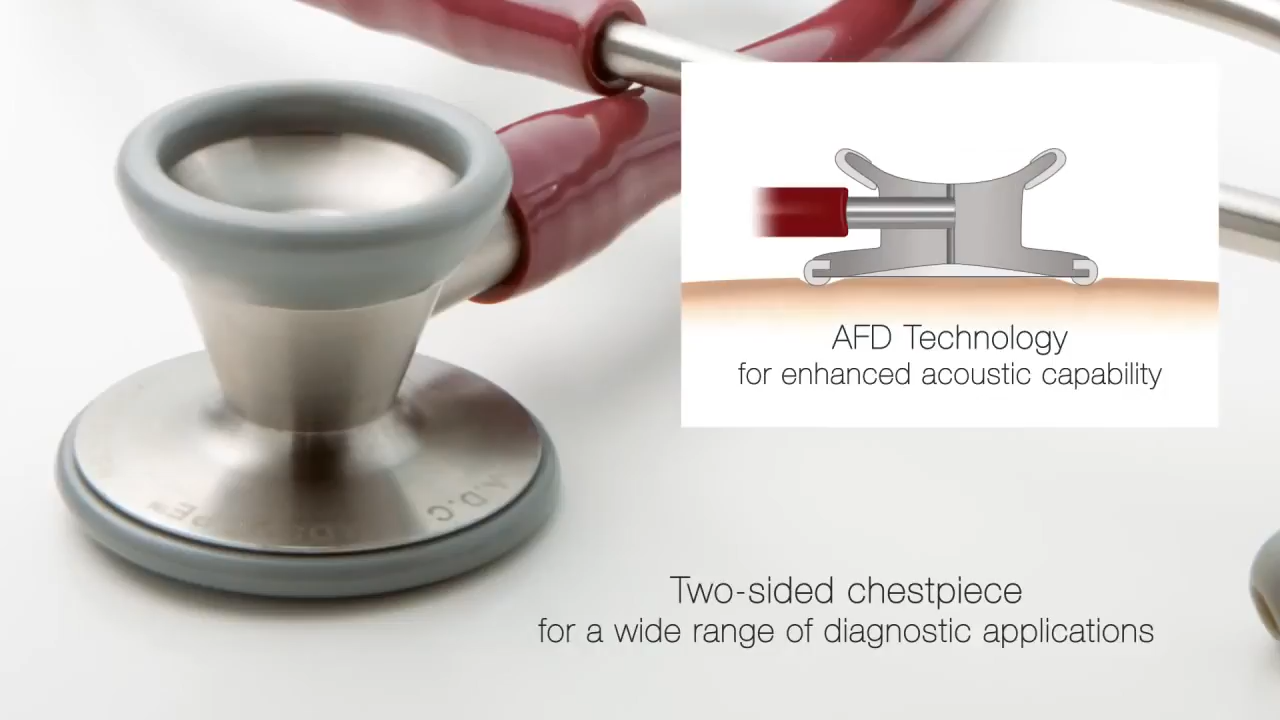 AFD Technology
for enhanced acoustic capability
Two-sided chestpiece
for a wide range of diagnostic applications
A.D.C